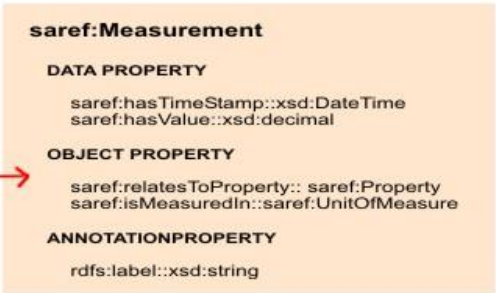 saref:Measurement
DATA PROPERTY
saref:hasTimeStamp::xsd:DateTime
saref:hasValue::xsd:decimal
OBJECT PROPERTY
saref:relatesToProperty:: saref:Property
saref:isMeasuredIn::saref:UnitOfMeasure
ANNOTATIONPROPERTY
rdfs:label::xsd:string